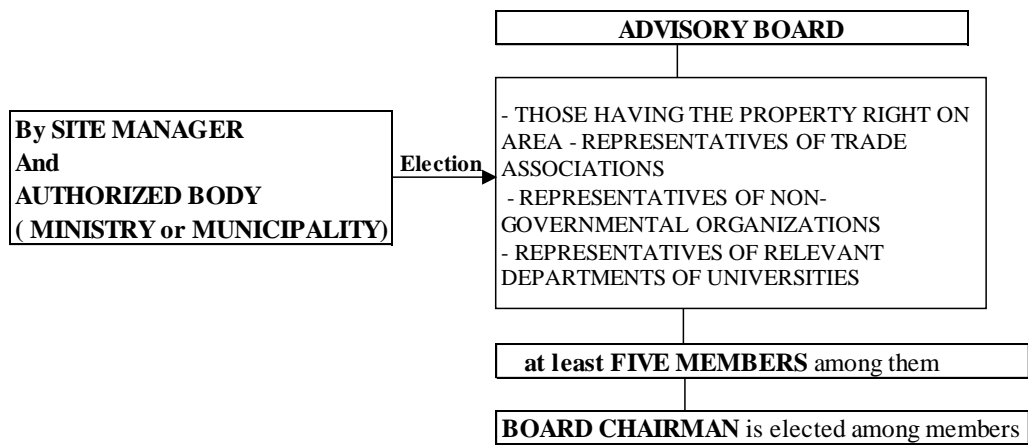 ADVISORY BOARD
By SITE MANAGER
And
AUTHORIZED BODY
( MINISTRY or MUNICIPALITY)
Election
- THOSE HAVING THE PROPERTY RIGHT ON
AREA - REPRESENTATIVES OF TRADE
ASSOCIATIONS
- REPRESENTATIVES OF NON-
GOVERNMENTAL ORGANIZATIONS
- REPRESENTATIVES OF RELEVANT
DEPARTMENTS OF UNIVERSITIES
at least FIVE MEMBERS among them
BOARD CHAIRMAN is elected among members